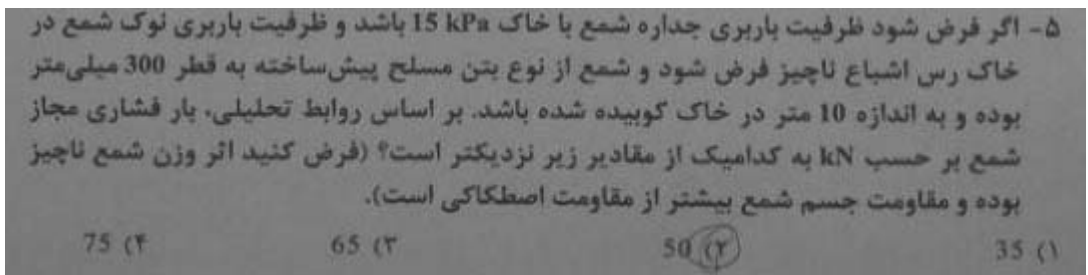 ۵- اگر فرض شود ظرفیت باربری جداره شمع با خاک 15 kPa باشد و ظرفیت باربری نوک شمع در
خاک رس اشباع ناچیز فرض شود و شمع از نوع بتن مسلح پیش‌ساخته به قطر 300 میلی‌متر
بوده و به اندازه 10 متر در خاک کوبیده شده باشد. بر اساس روابط تحلیلی، بار فشاری مجاز
شمع بر حسب kN به کدامیک از مقادیر زیر نزدیکتر است؟ (فرض کنید اثر وزن شمع ناچیز
بوده و مقاومت جسم شمع بیشتر از مقاومت اصطکاکی است).
۱) 35 ۲) 50 ۳) 65 ۴) 75